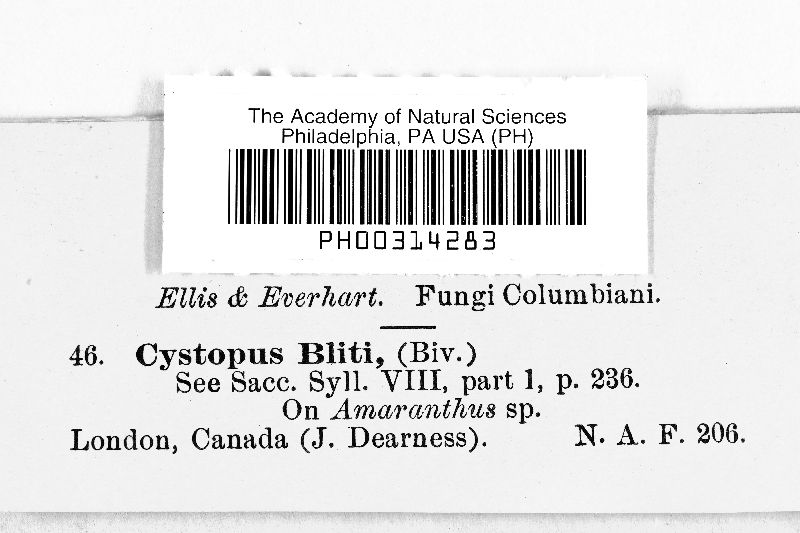 The Academy of Natural Sciences
Philadelphia, PA USA (PH)
PH00314283
Ellis & Everhart. Fungi Columbiani.
46. Cystopus Bliti, (Biv.)
See Sacc. Syll. VIII, part 1, p. 236.
On Amaranthus sp.
London, Canada (J. Dearness). N. A. F. 206.